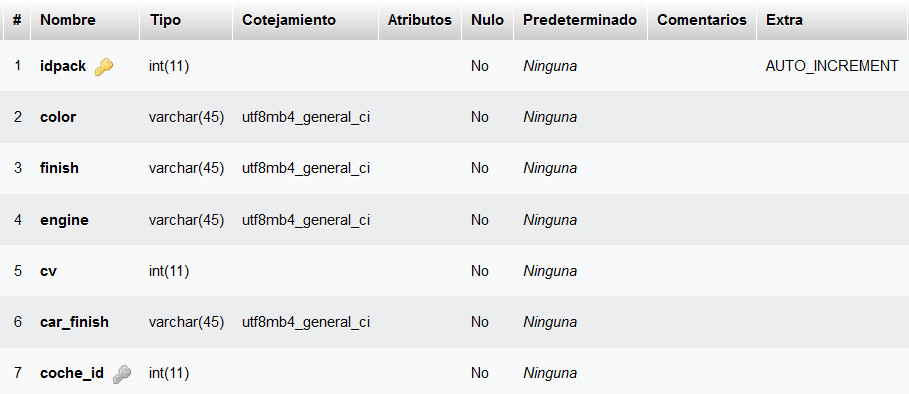 # Nombre Tipo Cotejamiento Atributos Nulo Predeterminado Comentarios Extra
1 idpack int(11) No Ninguna AUTO_INCREMENT
2 color varchar(45) utf8mb4_general_ci No Ninguna
3 finish varchar(45) utf8mb4_general_ci No Ninguna
4 engine varchar(45) utf8mb4_general_ci No Ninguna
5 cv int(11) No Ninguna
6 car_finish varchar(45) utf8mb4_general_ci No Ninguna
7 coche_id int(11) No Ninguna